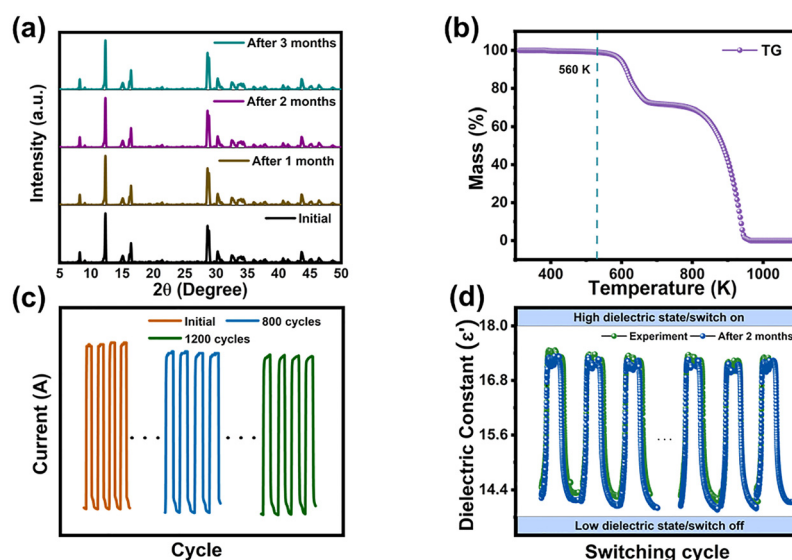 (a)
After 3 months
After 2 months
After 1 month
Initial
Intensity (a.u.)
5 10 15 20 25 30 35 40 45 50
2θ (Degree)
(b)
TG
560 K
100
80
60
40
20
0
Mass (%)
400 600 800 1000
Temperature (K)
(c)
Initial
800 cycles
1200 cycles
Current (A)
Cycle
(d)
High dielectric state/switch on
Experiment
After 2 months
18.0
16.8
15.6
14.4
Dielectric Constant (ε')
Low dielectric state/switch off
Switching cycle